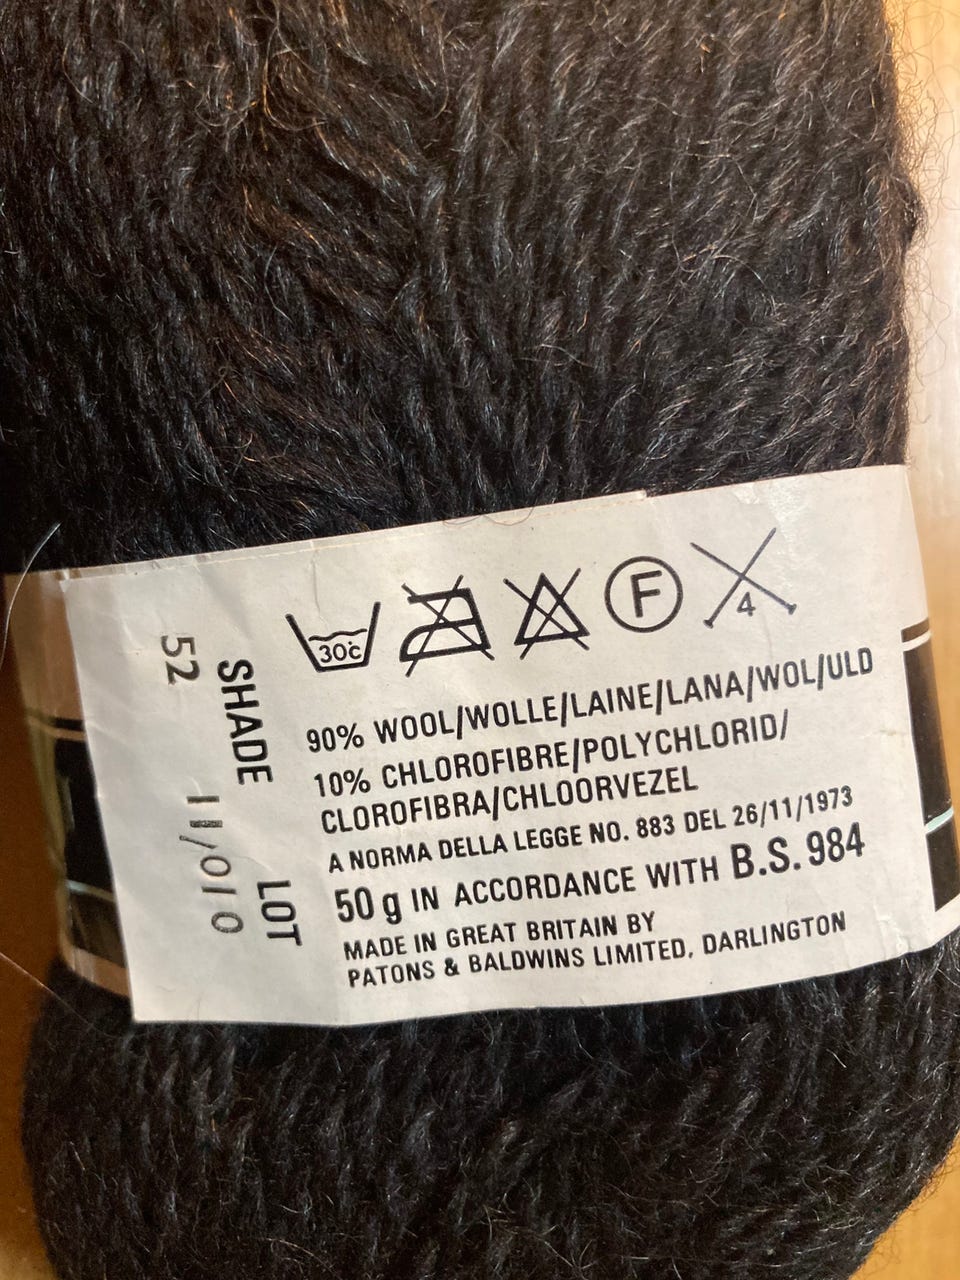 30°c
F
4
90% WOOL/WOLLE/LAINE/LANA/WOL/ULD
10% CHLOROFIBRE/POLYCHLORID/
CLOROFIBRA/CHLOORVEZEL
A NORMA DELLA LEGGE NO. 883 DEL 26/11/1973
50 g IN ACCORDANCE WITH B.S. 984
MADE IN GREAT BRITAIN BY
PATONS & BALDWINS LIMITED, DARLINGTON
SHADE LOT
52